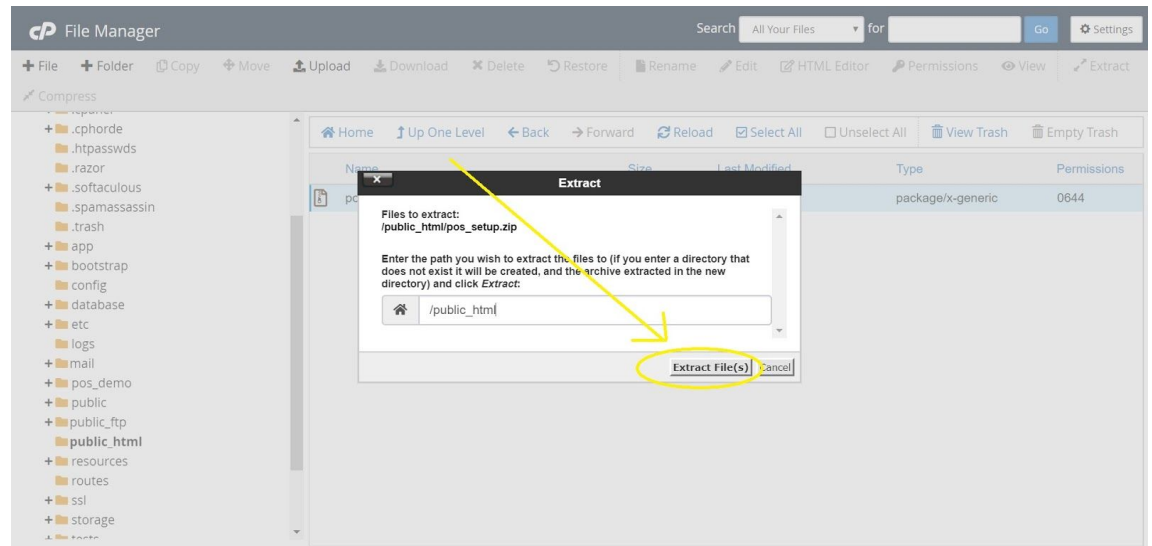 cP File Manager
Search All Your Files for Go Settings
File Folder Copy Move Upload Download Delete Restore Rename Edit HTML Editor Permissions View Extract
Compress
.cphorde
.htpasswds
.razor
.softaculous
.spamassassin
.trash
app
bootstrap
config
database
etc
logs
mail
pos_demo
public
public_ftp
public_html
resources
routes
ssl
storage
Home Up One Level Back Forward Reload Select All Unselect All View Trash Empty Trash
Name Size Last Modified Type Permissions
package/x-generic 0644
Extract
Files to extract:
/public_html/pos_setup.zip
Enter the path you wish to extract the files to (if you enter a directory that
does not exist it will be created, and the archive extracted in the new
directory) and click Extract:
/public_html
Extract File(s) Cancel